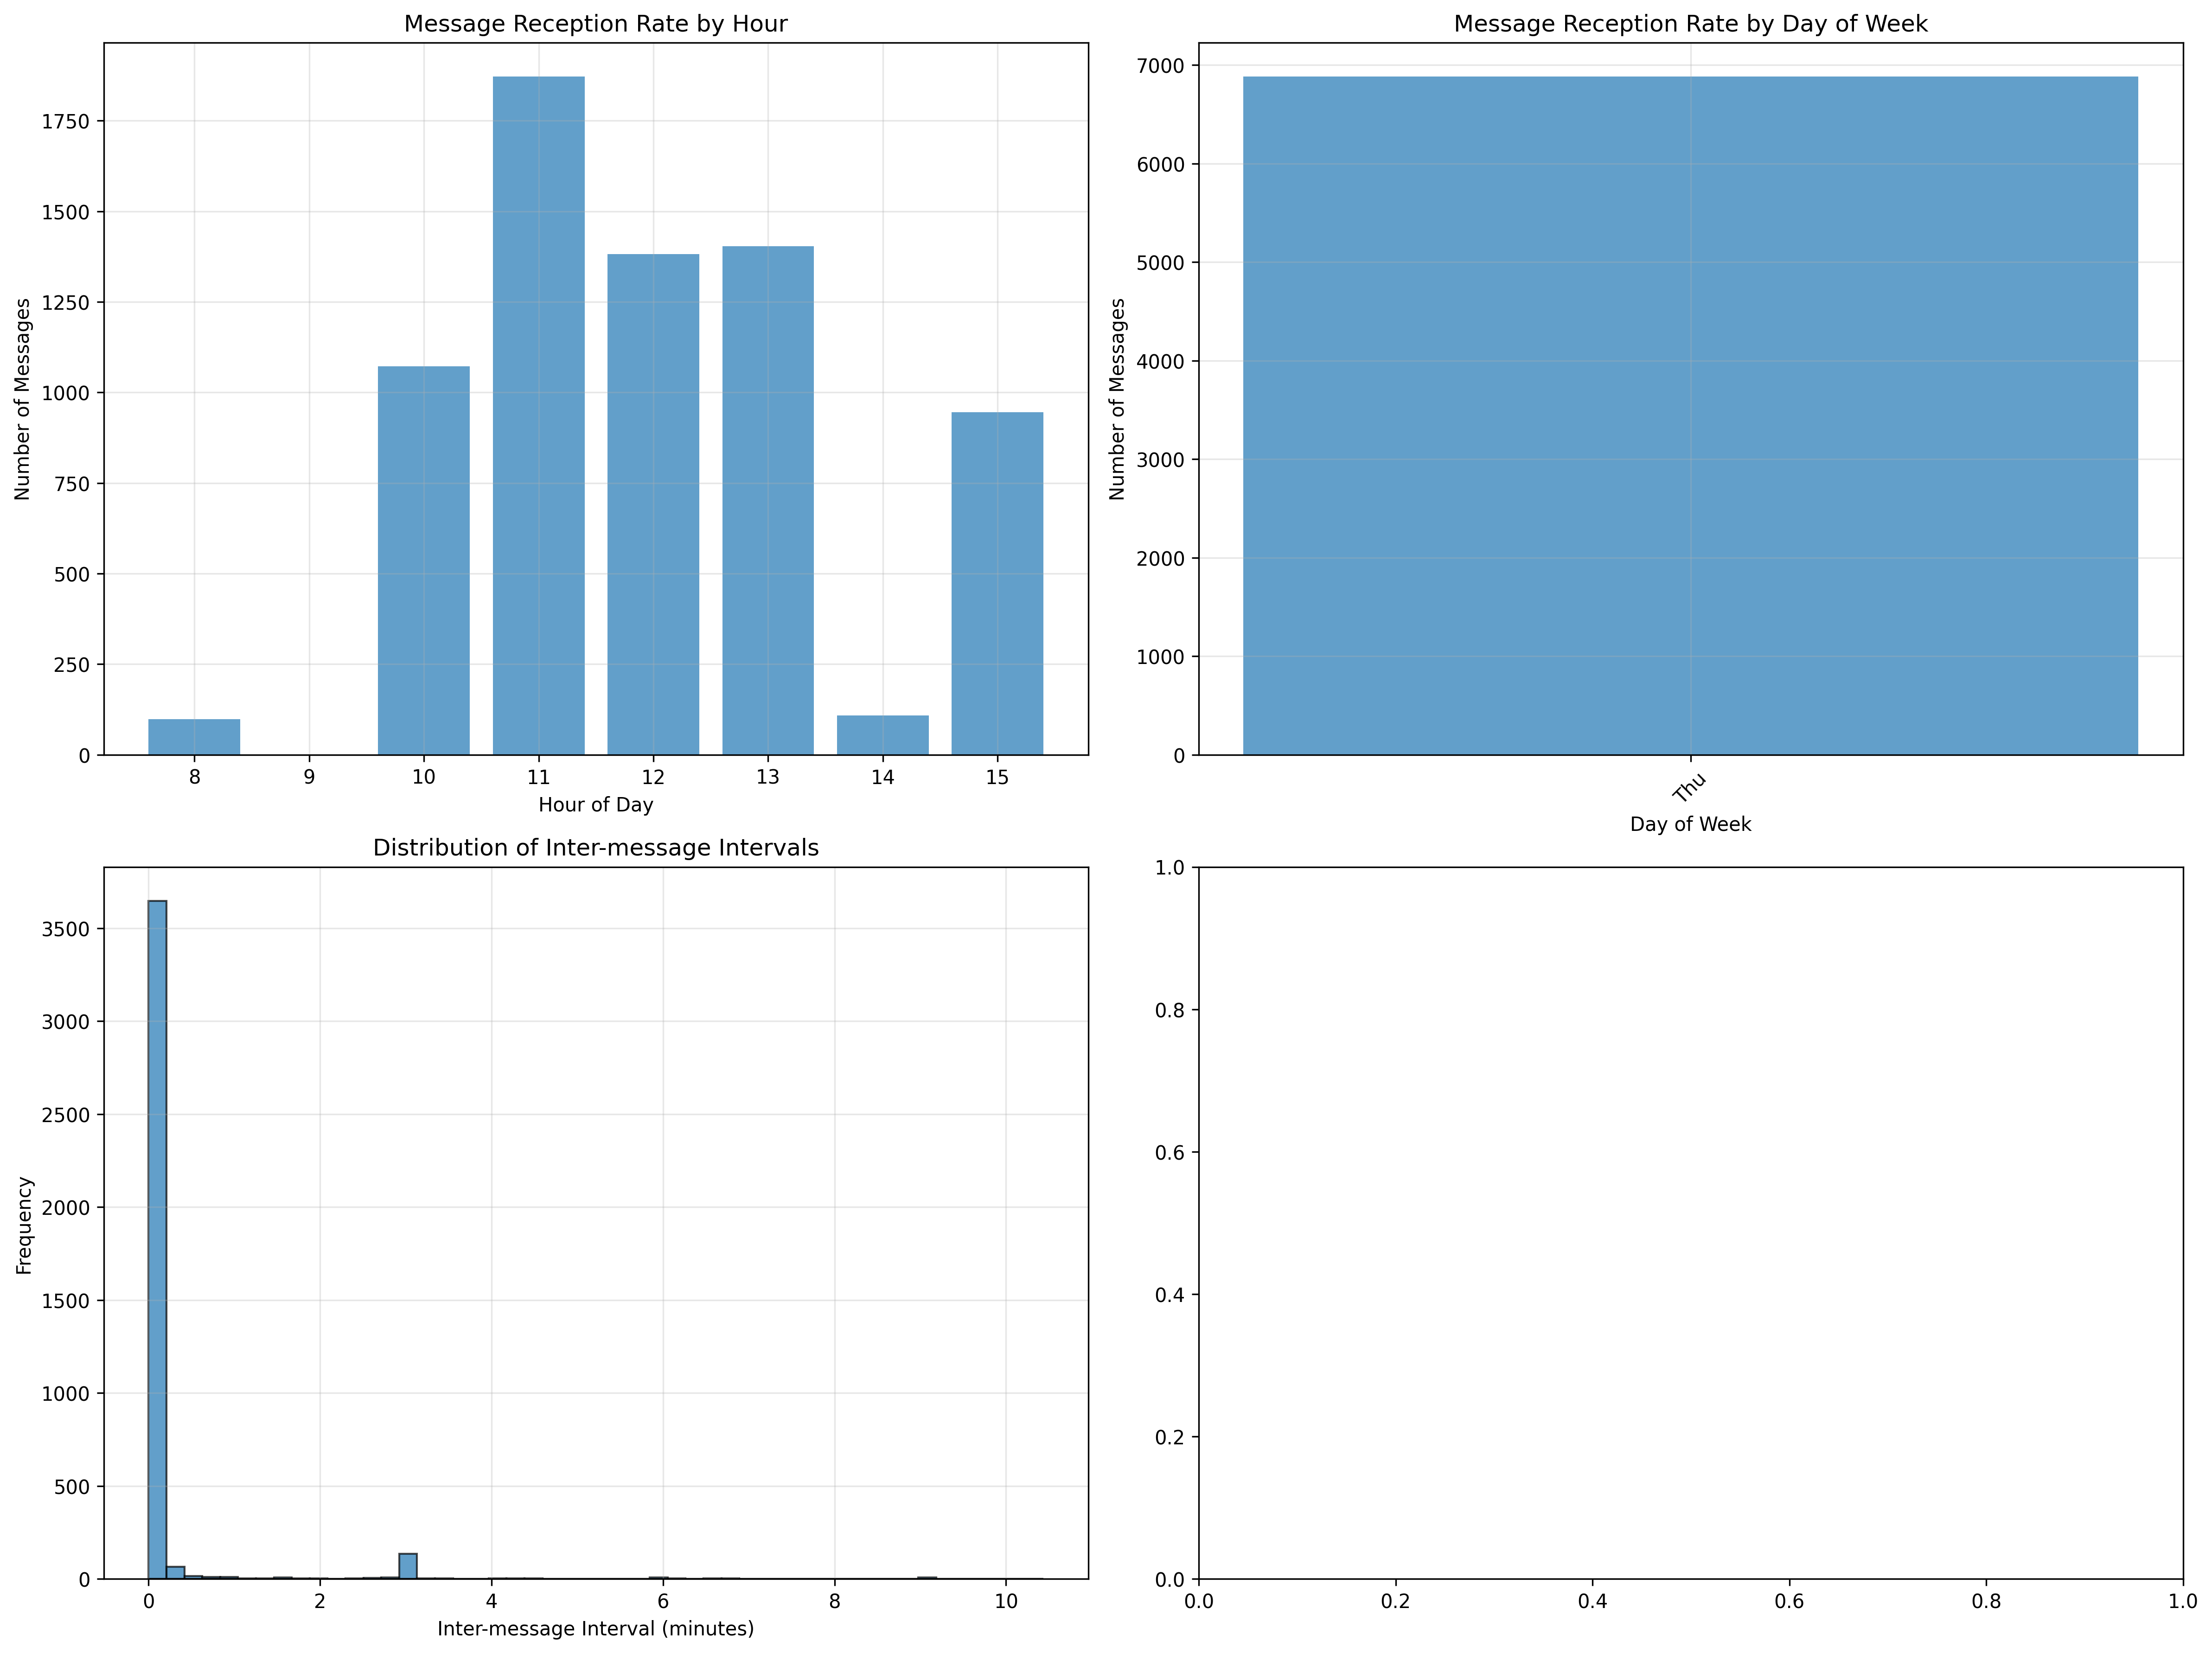 Message Reception Rate by Hour
1750
1500
1250
1000
750
500
250
0
Number of Messages
8 9 10 11 12 13 14 15
Hour of Day
Message Reception Rate by Day of Week
7000
6000
5000
4000
3000
2000
1000
0
Number of Messages
Thu
Day of Week
Distribution of Inter-message Intervals
3500
3000
2500
2000
1500
1000
500
0
Frequency
0 2 4 6 8 10
Inter-message Interval (minutes)
1.0
0.8
0.6
0.4
0.2
0.0
0.0 0.2 0.4 0.6 0.8 1.0